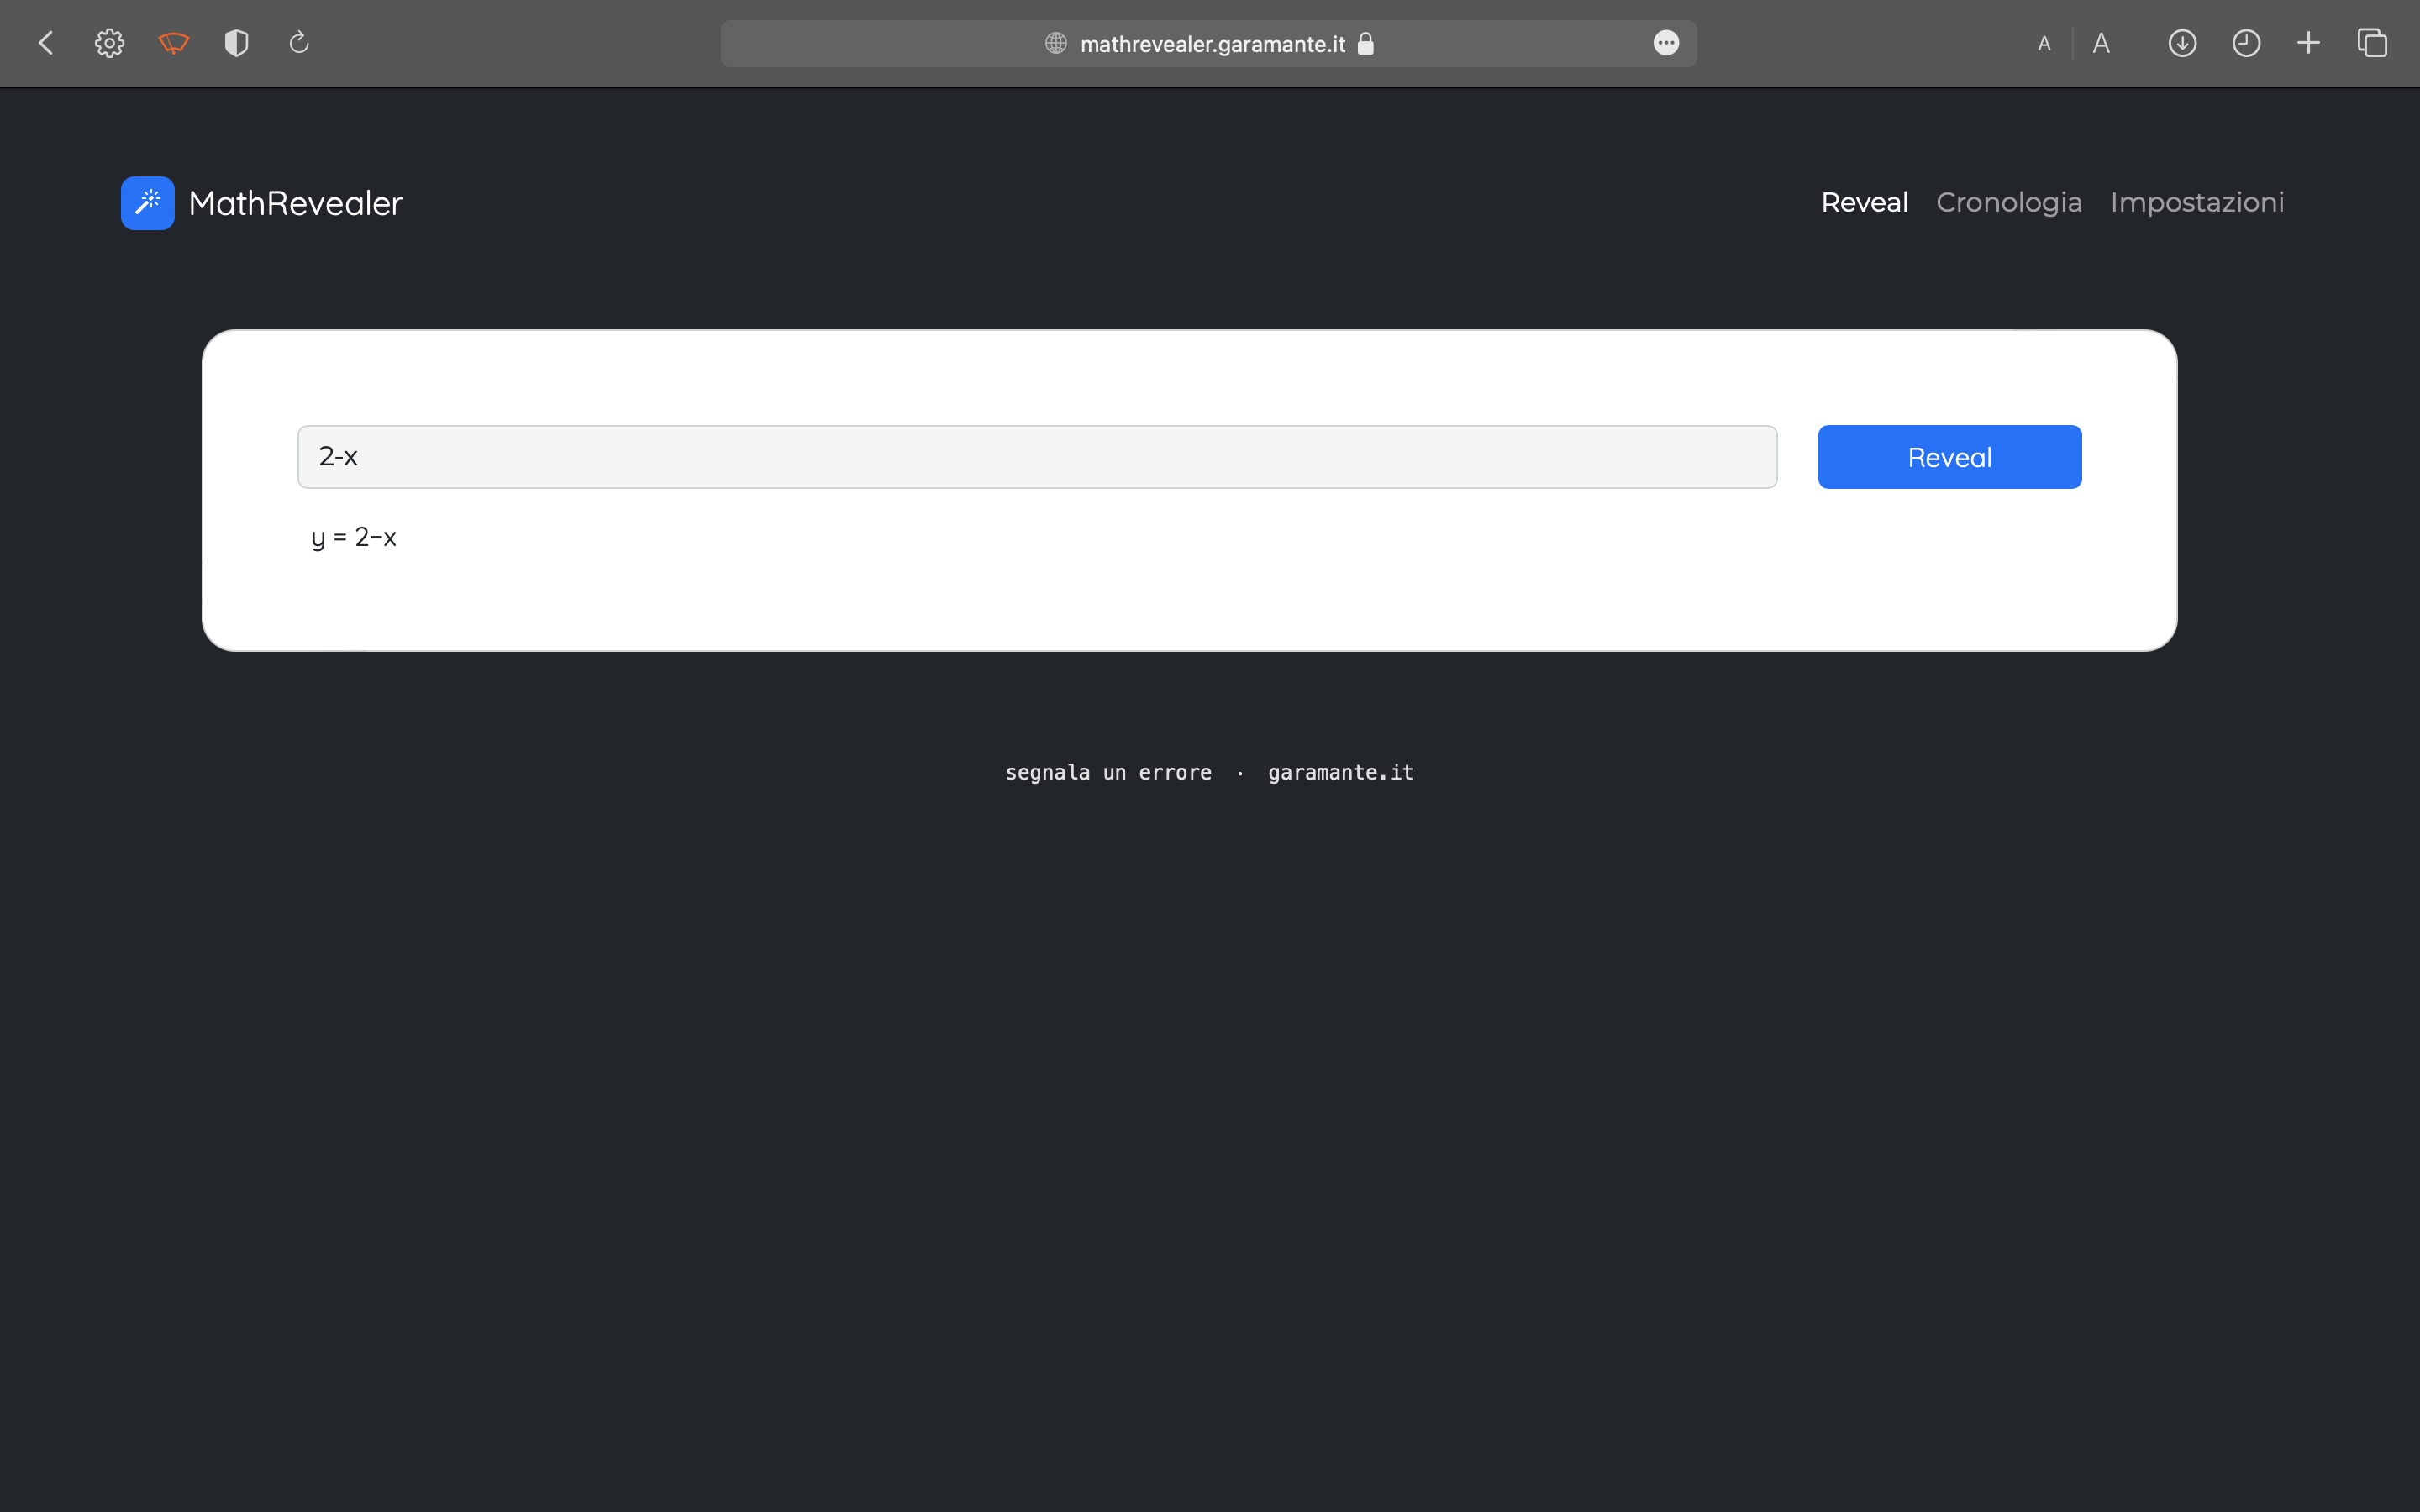 mathrevealer.garamante.it
A A
MathRevealer
Reveal Cronologia Impostazioni
2-x
Reveal
y = 2−x
segnala un errore · garamante.it